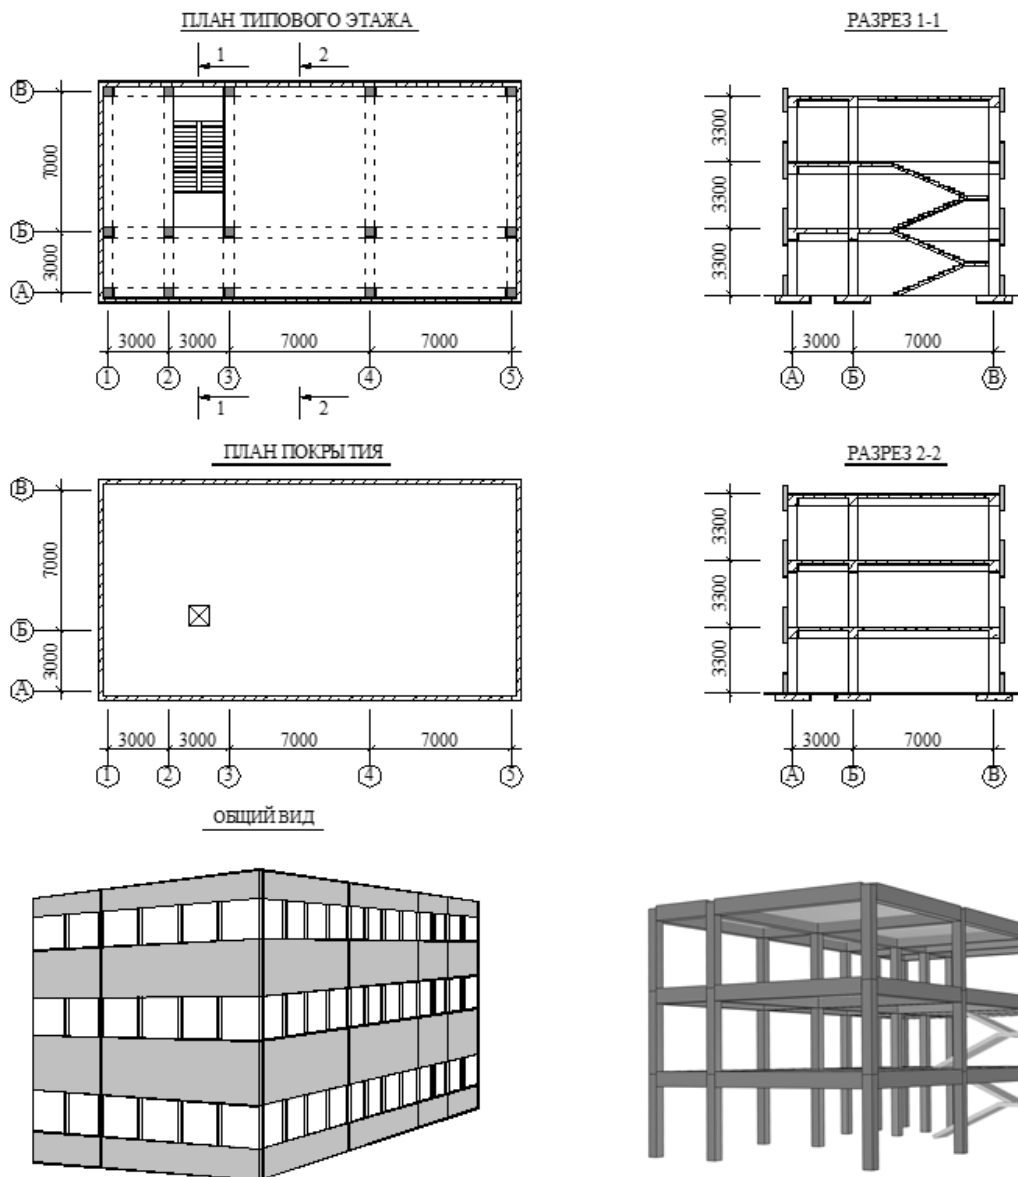 ПЛАН ТИПОВОГО ЭТАЖА
1 2
В
7000
Б
3000
А
3000 3000 7000 7000
1 2 3 4 5
1 2
РАЗРЕЗ 1-1
3300
3300
3300
3000 7000
А Б В
ПЛАН ПОКРЫТИЯ
В
7000
Б
3000
А
3000 3000 7000 7000
1 2 3 4 5
РАЗРЕЗ 2-2
3300
3300
3300
3000 7000
А Б В
ОБЩИЙ ВИД